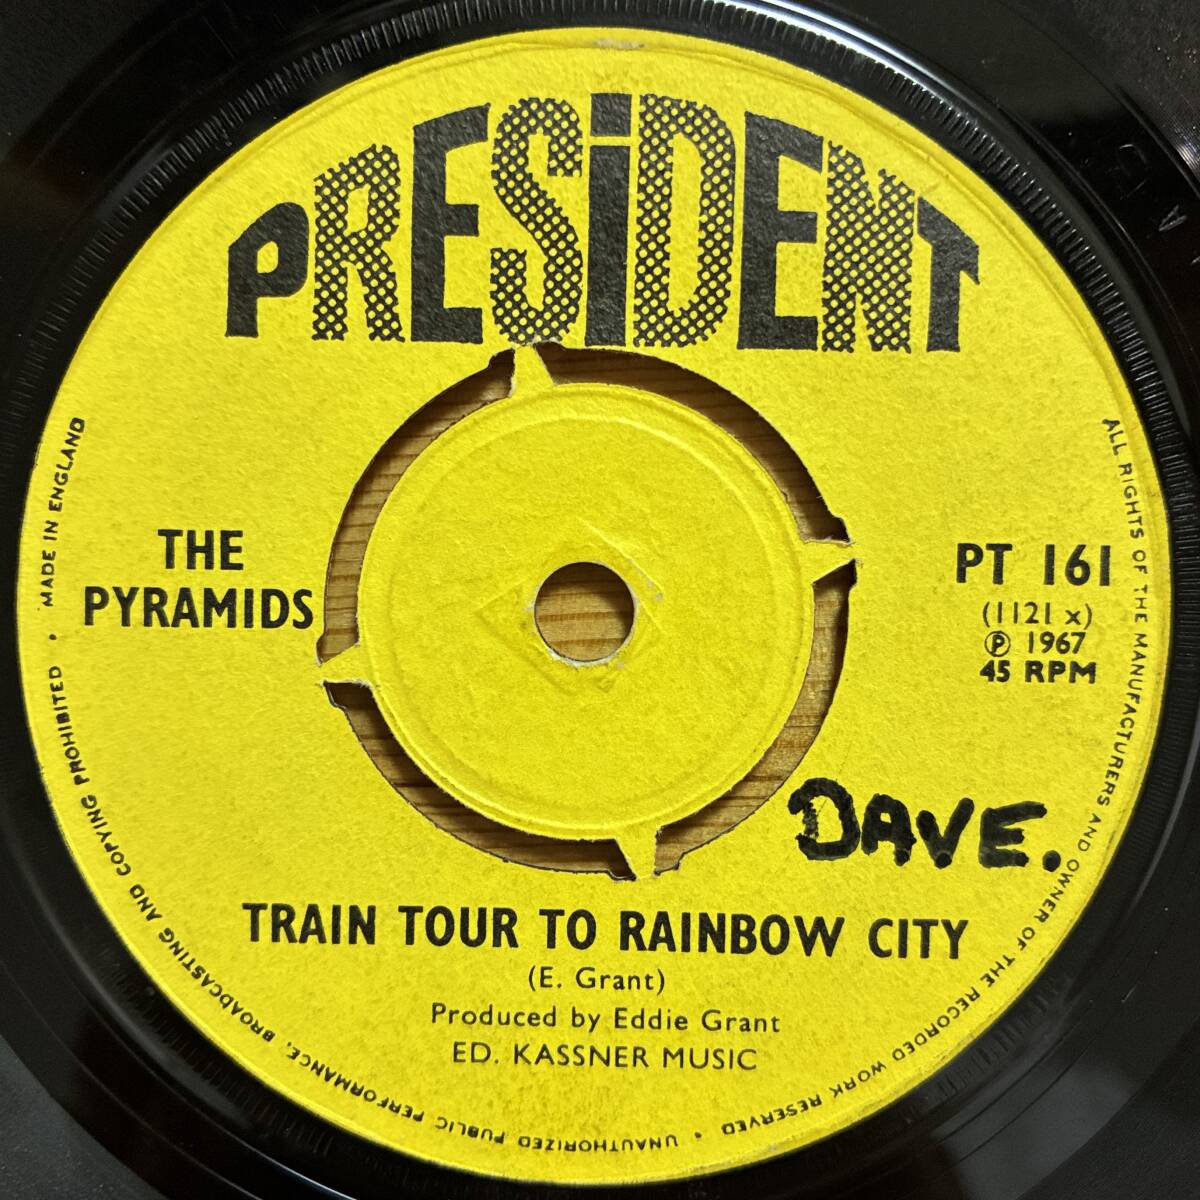 PRESiDENT
MADE IN ENGLAND
THE
PYRAMIDS
PT 161
(1121 x)
℗ 1967
45 RPM
DAVE.
TRAIN TOUR TO RAINBOW CITY
(E. Grant)
Produced by Eddie Grant
ED. KASSNER MUSIC
ALL RIGHTS OF THE MANUFACTURERS AND OWNER OF THE RECORDED WORK RESERVED • UNAUTHORIZED PUBLIC PERFORMANCE, BROADCASTING AND COPYING PROHIBITED •